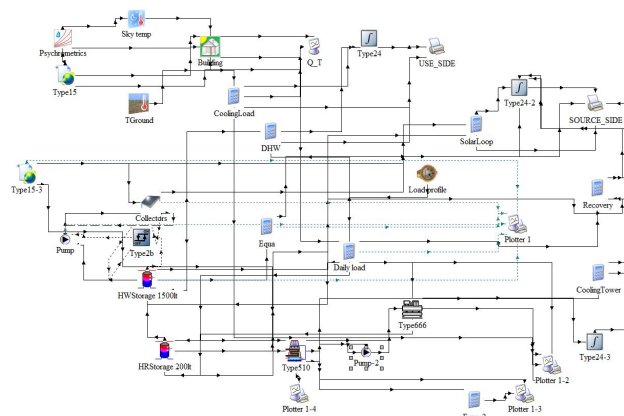 Sky temp
Psychrometrics
Building
Q_T
Type24
USE_SIDE
Type15
TGround
CoolingLoad
Type24-2
SOURCE_SIDE
DHW
SolarLoop
Type15-3
Load profile
Collectors
Recovery
Pump
Type2b
Equa
Daily load
Plotter 1
HWStorage 1500lt
CoolingTower
Type666
HRStorage 200lt
Type510
Pump-2
Type24-3
Plotter 1-2
Plotter 1-4
Plotter 1-3